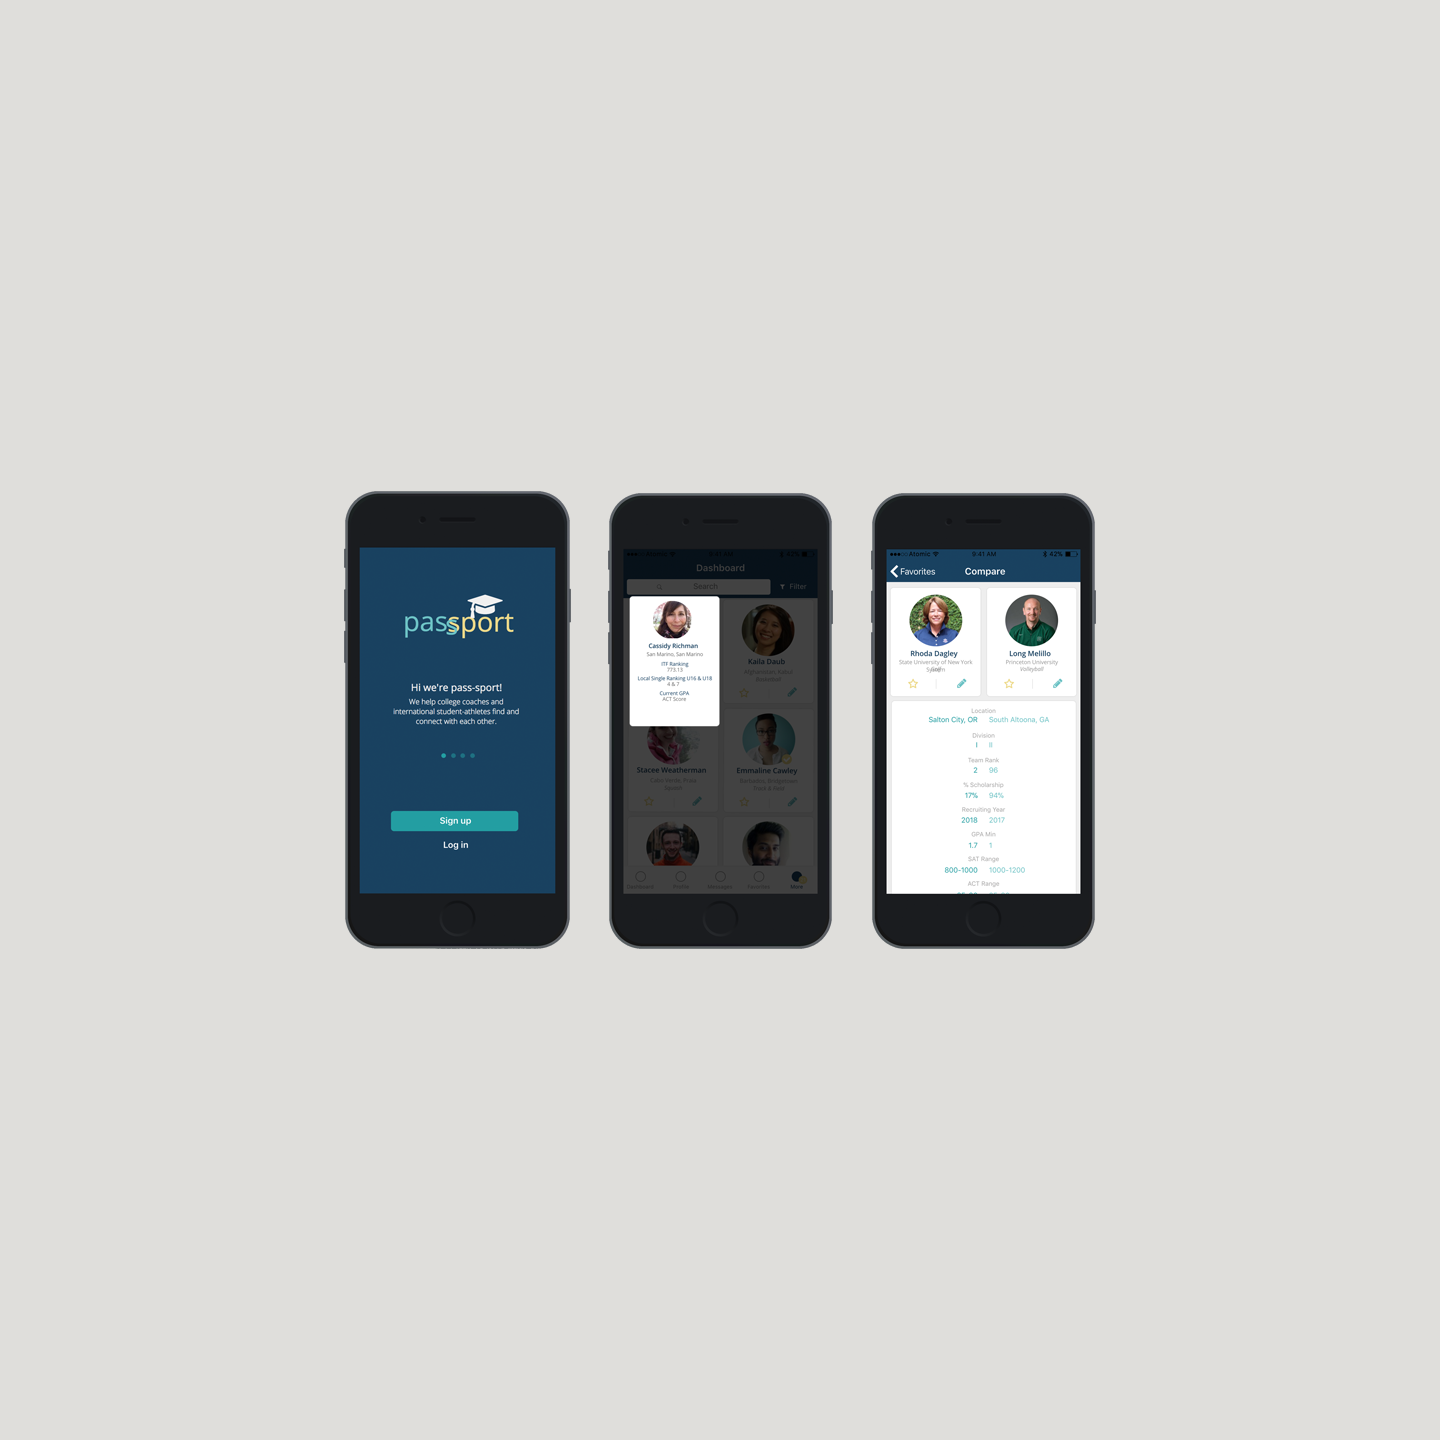 passport
Hi we're pass-sport!
We help college coaches and
international student-athletes find and
connect with each other.
Sign up
Log in
Dashboard
Search
Filter
Cassidy Richman
San Marino, San Marino
ITF Ranking
773.13
Local Single Ranking U16 & U18
4 & 7
Current GPA
ACT Score
Kaila Daub
Afghanistan, Kabul
Basketball
Stacee Weatherman
Emmaline Cawley
Barbados, Bridgetown
Track & Field
Dashboard
Profile
Messages
Favorites
More
Atomic
9:41 AM
42%
Favorites
Compare
Rhoda Dagley
State University of New York
System
Golf
Long Melillo
Princeton University
Volleyball
Location
Salton City, OR South Altoona, GA
Division
I II
Team Rank
2 96
% Scholarship
17% 94%
Recruiting Year
2018 2017
GPA Min
1.7 1
SAT Range
800-1000 1000-1200
ACT Range